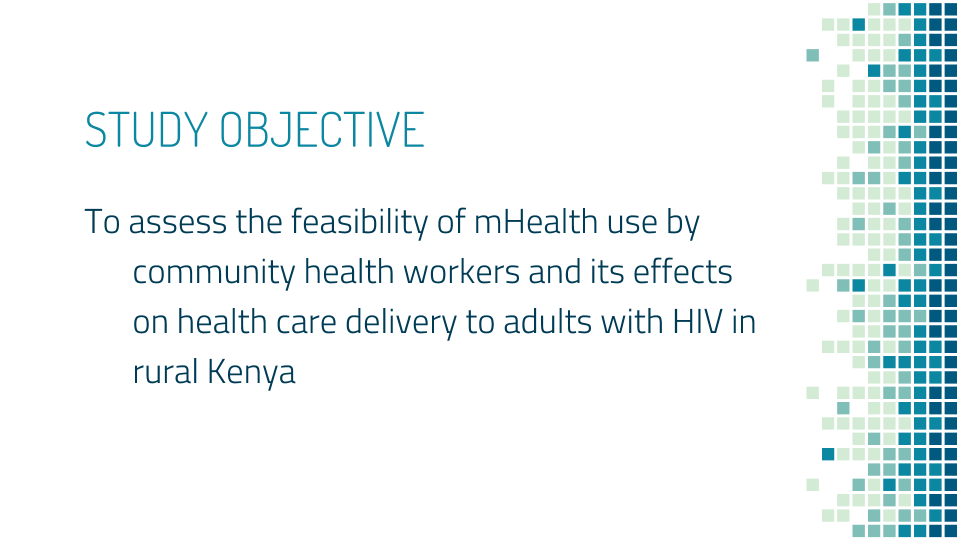 STUDY OBJECTIVE
To assess the feasibility of mHealth use by
community health workers and its effects
on health care delivery to adults with HIV in
rural Kenya